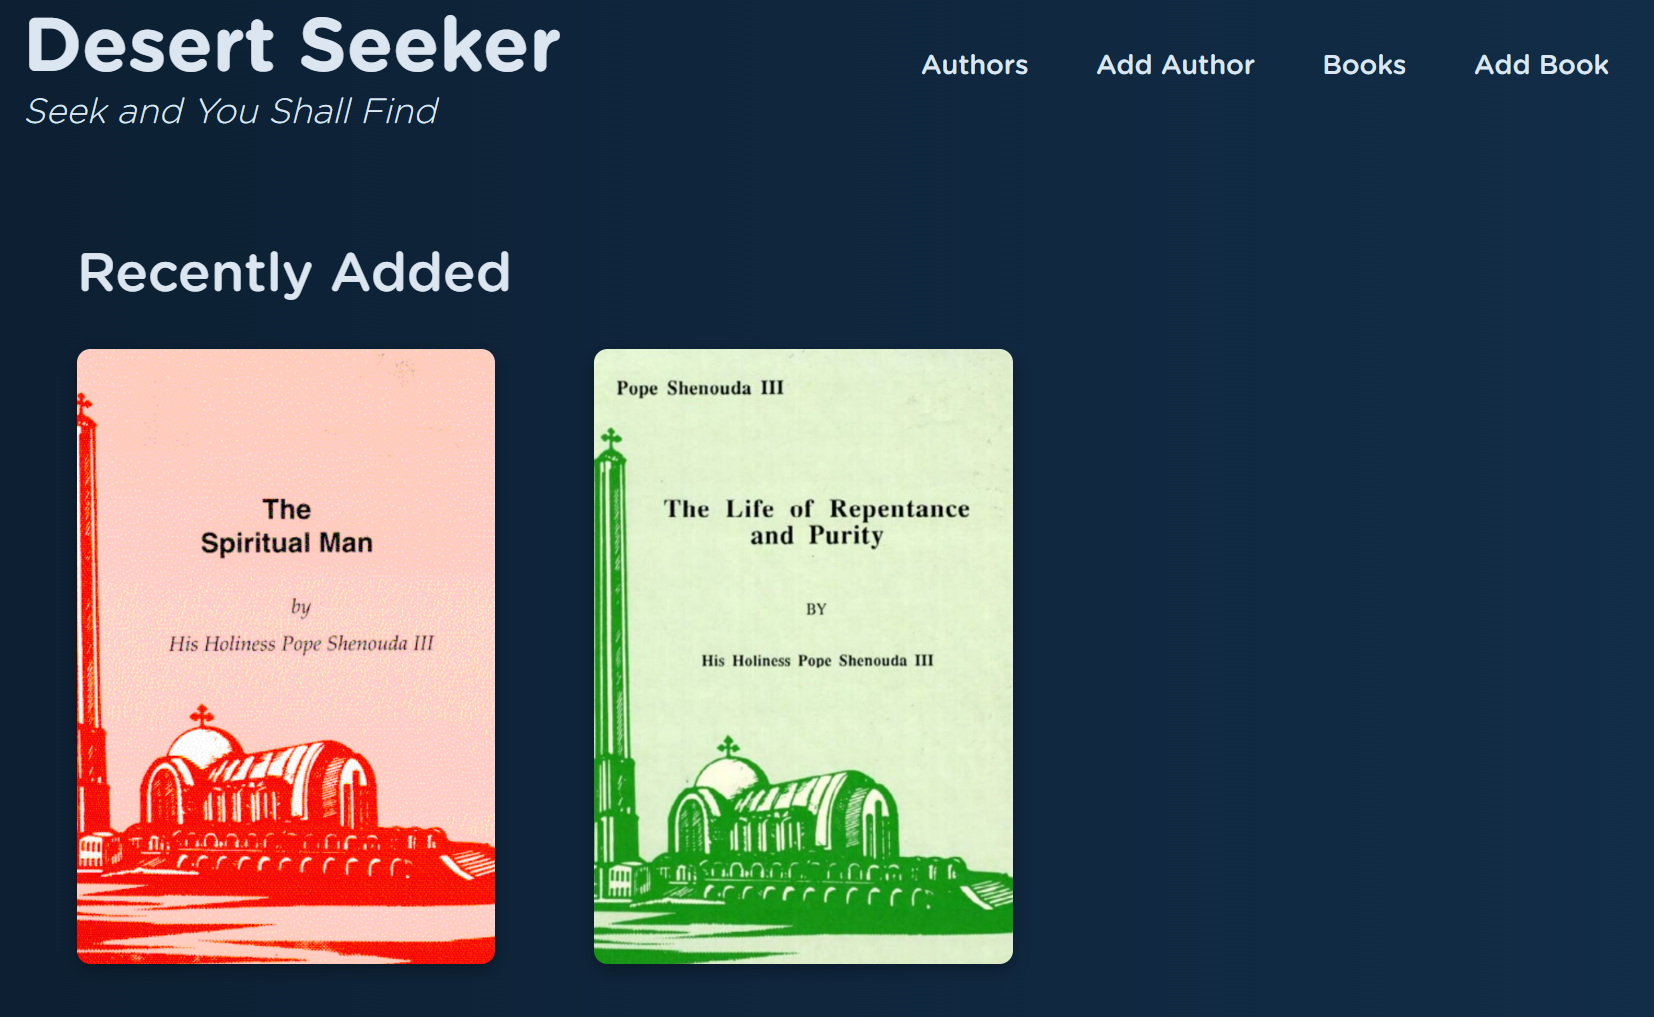 Desert Seeker
Seek and You Shall Find
Authors
Add Author
Books
Add Book
Recently Added
The
Spiritual Man
by
His Holiness Pope Shenouda III
Pope Shenouda III
The Life of Repentance
and Purity
BY
His Holiness Pope Shenouda III